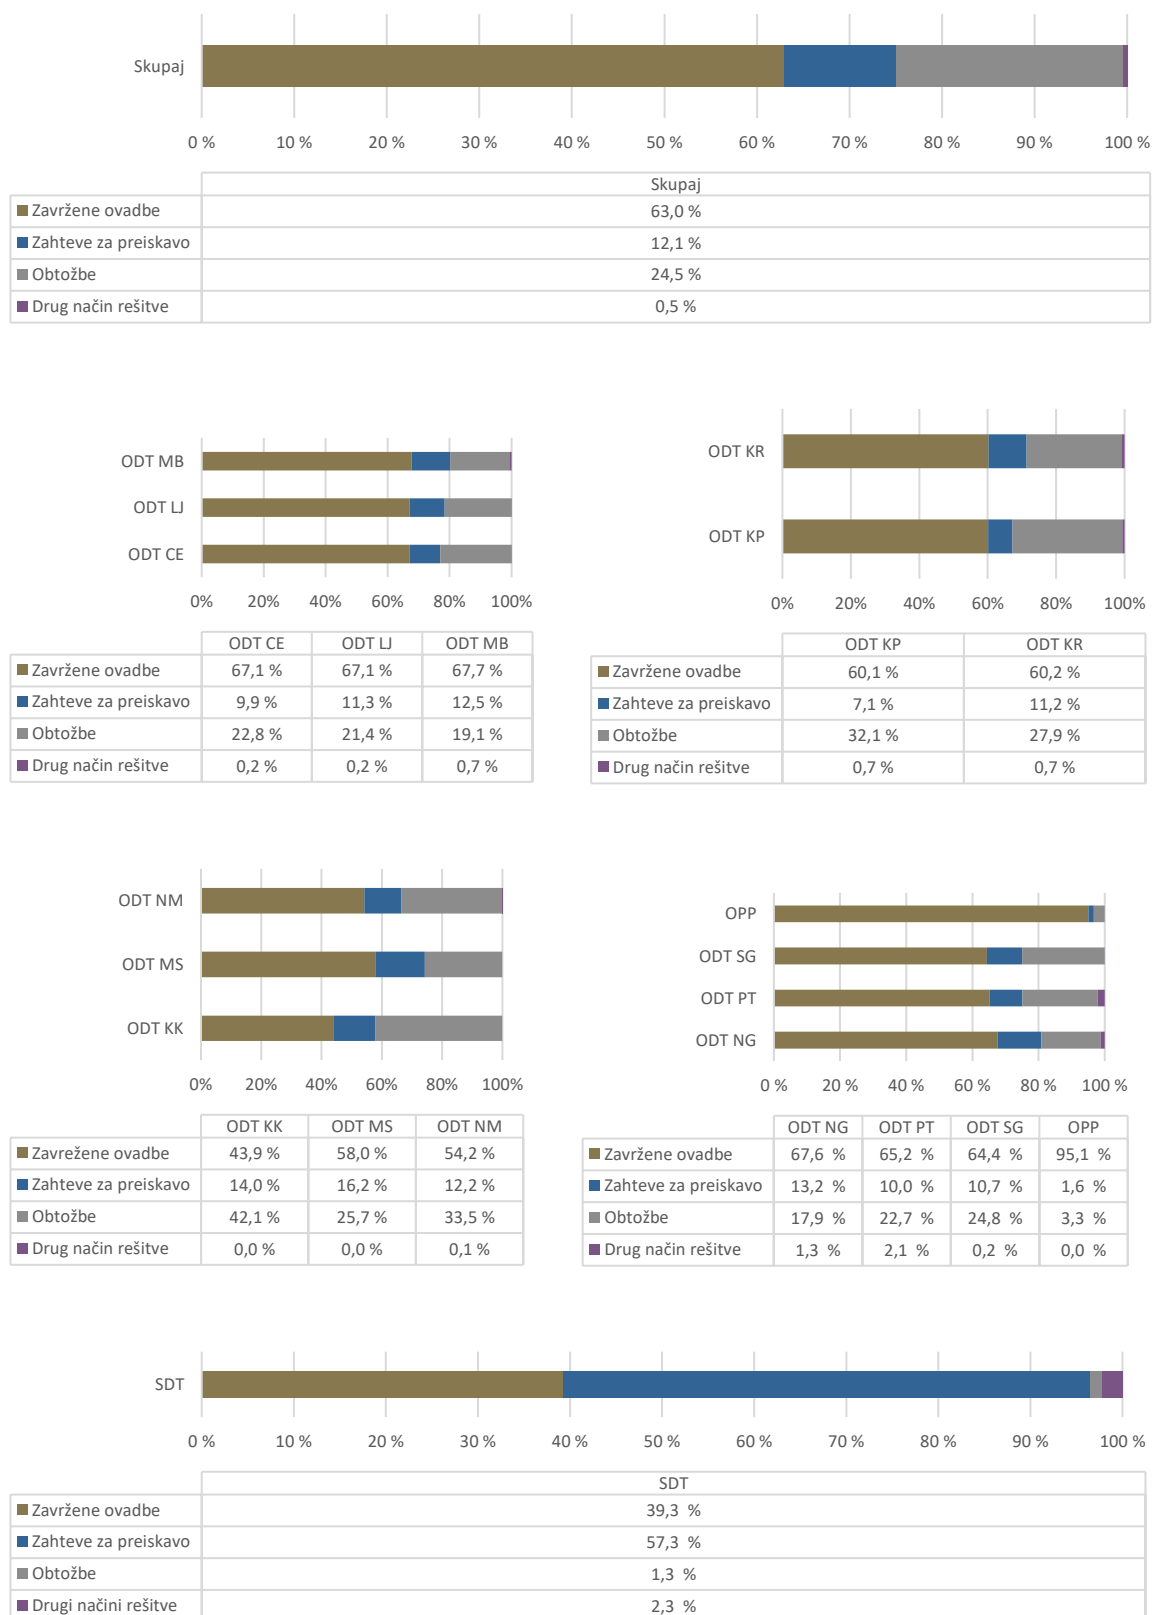 Skupaj
0 % 10 % 20 % 30 % 40 % 50 % 60 % 70 % 80 % 90 % 100 %
Skupaj
Zavržene ovadbe 63,0 %
Zahteve za preiskavo 12,1 %
Obtožbe 24,5 %
Drug način rešitve 0,5 %
ODT MB
ODT LJ
ODT CE
0% 20% 40% 60% 80% 100%
ODT CE ODT LJ ODT MB
Zavržene ovadbe 67,1 % 67,1 % 67,7 %
Zahteve za preiskavo 9,9 % 11,3 % 12,5 %
Obtožbe 22,8 % 21,4 % 19,1 %
Drug način rešitve 0,2 % 0,2 % 0,7 %
ODT KR
ODT KP
0% 20% 40% 60% 80% 100%
ODT KP ODT KR
Zavržene ovadbe 60,1 % 60,2 %
Zahteve za preiskavo 7,1 % 11,2 %
Obtožbe 32,1 % 27,9 %
Drug način rešitve 0,7 % 0,7 %
ODT NM
ODT MS
ODT KK
0% 20% 40% 60% 80% 100%
ODT KK ODT MS ODT NM
Zavrežene ovadbe 43,9 % 58,0 % 54,2 %
Zahteve za preiskavo 14,0 % 16,2 % 12,2 %
Obtožbe 42,1 % 25,7 % 33,5 %
Drug način rešitve 0,0 % 0,0 % 0,1 %
OPP
ODT SG
ODT PT
ODT NG
0 % 20 % 40 % 60 % 80 % 100 %
ODT NG ODT PT ODT SG OPP
Zavržene ovadbe 67,6 % 65,2 % 64,4 % 95,1 %
Zahteve za preiskavo 13,2 % 10,0 % 10,7 % 1,6 %
Obtožbe 17,9 % 22,7 % 24,8 % 3,3 %
Drug način rešitve 1,3 % 2,1 % 0,2 % 0,0 %
SDT
0 % 10 % 20 % 30 % 40 % 50 % 60 % 70 % 80 % 90 % 100 %
SDT
Zavržene ovadbe 39,3 %
Zahteve za preiskavo 57,3 %
Obtožbe 1,3 %
Drugi načini rešitve 2,3 %